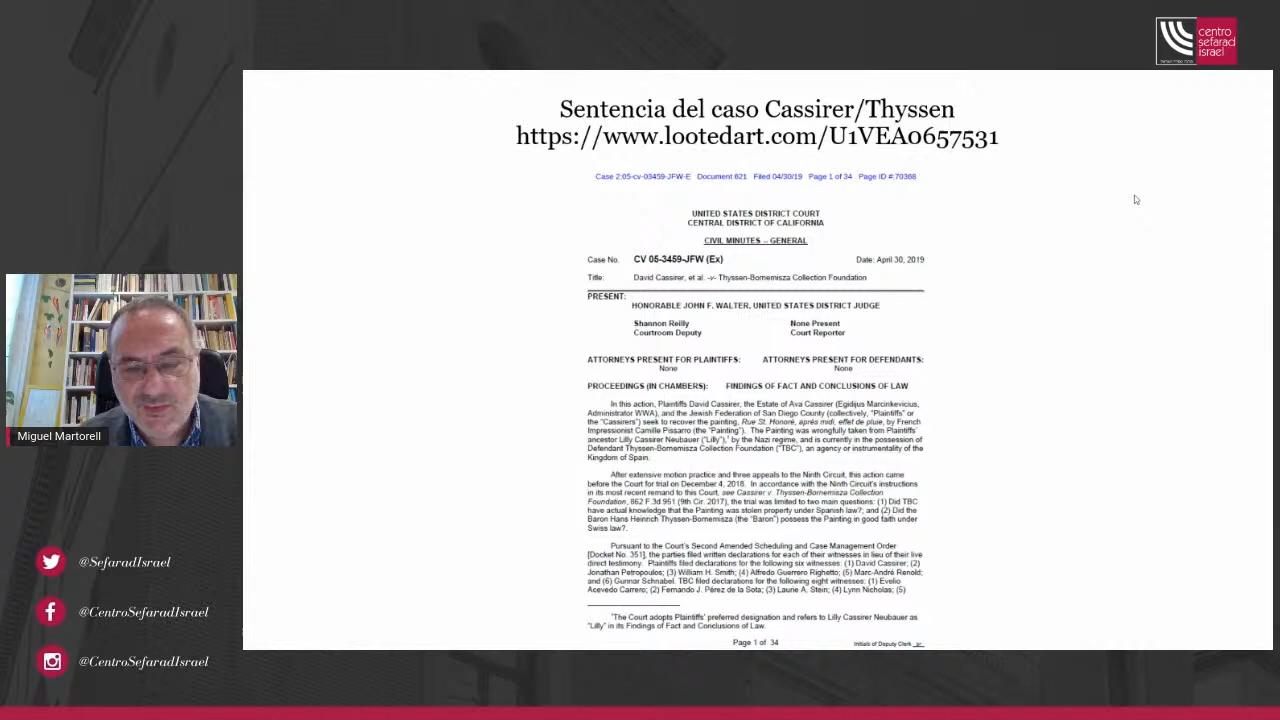 centro
sefarad
israel
Sentencia del caso Cassirer/Thyssen
https://www.lootedart.com/U1VEA0657531
Case 2:05-cv-03459-JFW-E Document 621 Filed 04/30/19 Page 1 of 34 Page ID #:70368
UNITED STATES DISTRICT COURT
CENTRAL DISTRICT OF CALIFORNIA
CIVIL MINUTES -- GENERAL
Case No. CV 05-3459-JFW (Ex) Date: April 30, 2019
Title: David Cassirer, et al. -v- Thyssen-Bornemisza Collection Foundation
PRESENT:
HONORABLE JOHN F. WALTER, UNITED STATES DISTRICT JUDGE
Shannon Reilly None Present
Courtroom Deputy Court Reporter
ATTORNEYS PRESENT FOR PLAINTIFFS: ATTORNEYS PRESENT FOR DEFENDANTS:
None None
PROCEEDINGS (IN CHAMBERS): FINDINGS OF FACT AND CONCLUSIONS OF LAW
In this action, Plaintiffs David Cassirer, the Estate of Ava Cassirer (Egidijus Marcinkevicius,
Administrator WWA), and the Jewish Federation of San Diego County (collectively, "Plaintiffs" or
the "Cassirers") seek to recover the painting, Rue St. Honoré, après midi, effet de pluie, by French
Impressionist Camille Pissarro (the "Painting"). The Painting was wrongfully taken from Plaintiffs'
ancestor Lilly Cassirer Neubauer ("Lilly"),¹ by the Nazi regime, and is currently in the possession of
Defendant Thyssen-Bornemisza Collection Foundation ("TBC"), an agency or instrumentality of the
Kingdom of Spain.
After extensive motion practice and three appeals to the Ninth Circuit, this action came
before the Court for trial on December 4, 2018. In accordance with the Ninth Circuit's instructions
in its most recent remand to this Court, see Cassirer v. Thyssen-Bornemisza Collection
Foundation, 862 F.3d 951 (9th Cir. 2017), the trial was limited to two main questions: (1) Did TBC
have actual knowledge that the Painting was stolen property under Spanish law?; and (2) Did the
Baron Hans Heinrich Thyssen-Bornemisza (the "Baron") possess the Painting in good faith under
Swiss law?.
Pursuant to the Court's Second Amended Scheduling and Case Management Order
[Docket No. 351], the parties filed written declarations for each of their witnesses in lieu of their live
direct testimony. Plaintiffs filed declarations for the following six witnesses: (1) David Cassirer; (2)
Jonathan Petropoulos; (3) William H. Smith; (4) Alfredo Guerrero Righetto; (5) Marc-André Renold;
and (6) Gunnar Schnabel. TBC filed declarations for the following eight witnesses: (1) Evelio
Acevedo Carrero; (2) Fernando J. Pérez de la Sota; (3) Laurie A. Stein; (4) Lynn Nicholas; (5)
¹The Court adopts Plaintiffs' preferred designation and refers to Lilly Cassirer Neubauer as
"Lilly" in its Findings of Fact and Conclusions of Law.
Page 1 of 34 Initials of Deputy Clerk _sr_
Miguel Martorell
@SefaradIsrael
@CentroSefaradIsrael
@CentroSefaradIsrael